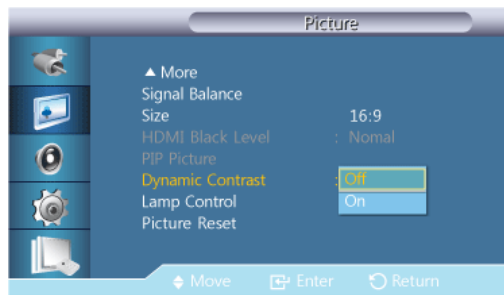 Picture
▲ More
Signal Balance
Size 16:9
HDMI Black Level : Nomal
PIP Picture
Dynamic Contrast : Off
Lamp Control On
Picture Reset
Move Enter Return